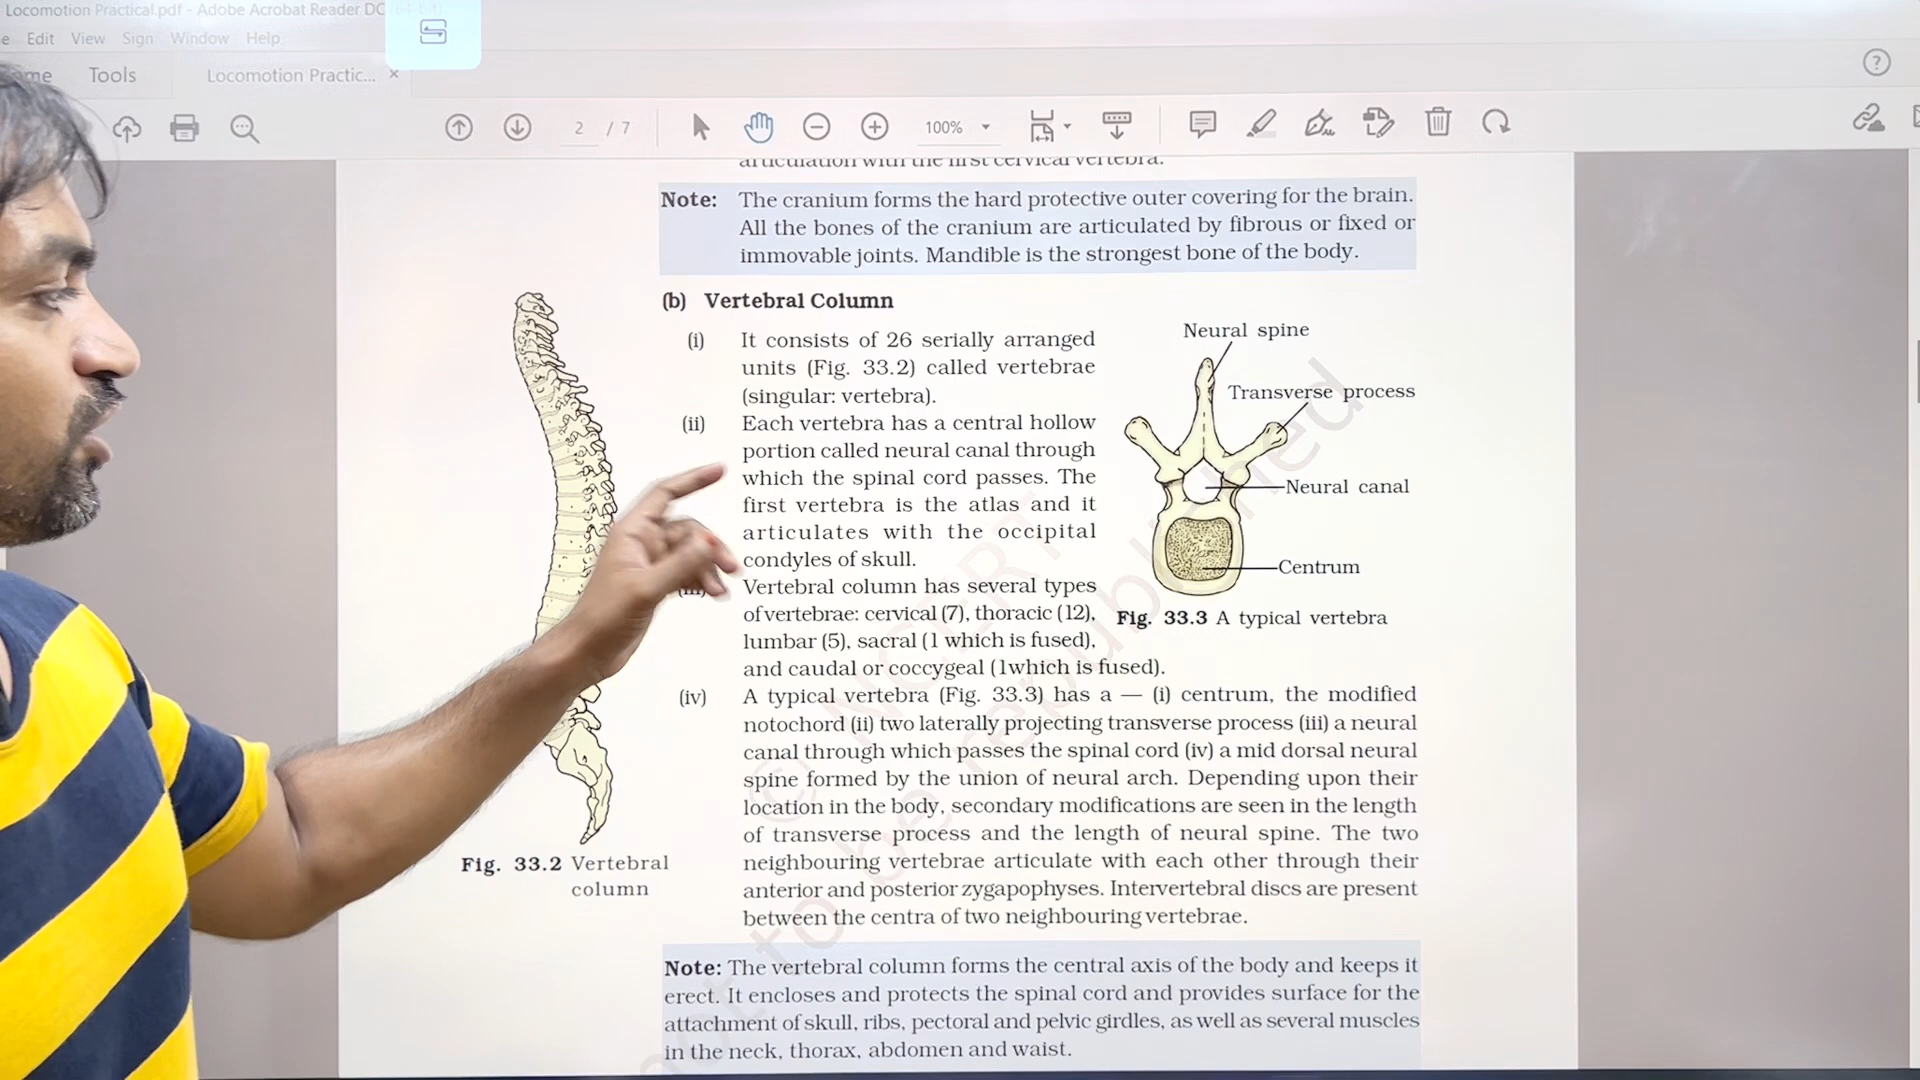 Locomotion Practical.pdf - Adobe Acrobat Reader DC
Edit View Sign Window Help
Tools
Locomotion Practic... ×
2 / 7
100%
articulation with the first cervical vertebra.
Note: The cranium forms the hard protective outer covering for the brain.
All the bones of the cranium are articulated by fibrous or fixed or
immovable joints. Mandible is the strongest bone of the body.
(b) Vertebral Column
(i) It consists of 26 serially arranged
units (Fig. 33.2) called vertebrae
(singular: vertebra).
(ii) Each vertebra has a central hollow
portion called neural canal through
which the spinal cord passes. The
first vertebra is the atlas and it
articulates with the occipital
condyles of skull.
(iii) Vertebral column has several types
of vertebrae: cervical (7), thoracic (12),
lumbar (5), sacral (1 which is fused),
and caudal or coccygeal (1which is fused).
Neural spine
Transverse process
Neural canal
Centrum
Fig. 33.3 A typical vertebra
(iv) A typical vertebra (Fig. 33.3) has a — (i) centrum, the modified
notochord (ii) two laterally projecting transverse process (iii) a neural
canal through which passes the spinal cord (iv) a mid dorsal neural
spine formed by the union of neural arch. Depending upon their
location in the body, secondary modifications are seen in the length
of transverse process and the length of neural spine. The two
neighbouring vertebrae articulate with each other through their
anterior and posterior zygapophyses. Intervertebral discs are present
between the centra of two neighbouring vertebrae.
Fig. 33.2 Vertebral
column
Note: The vertebral column forms the central axis of the body and keeps it
erect. It encloses and protects the spinal cord and provides surface for the
attachment of skull, ribs, pectoral and pelvic girdles, as well as several muscles
in the neck, thorax, abdomen and waist.
© NCERT
not to be republished